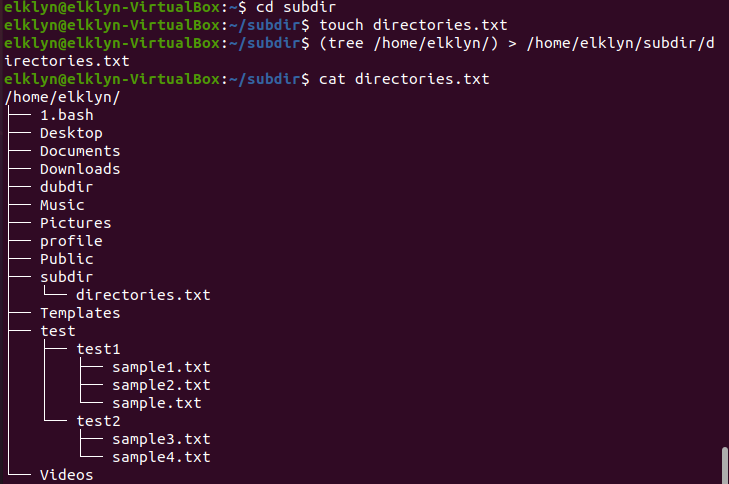 elklyn@elklyn-VirtualBox:~$ cd subdir
elklyn@elklyn-VirtualBox:~/subdir$ touch directories.txt
elklyn@elklyn-VirtualBox:~/subdir$ (tree /home/elklyn/) > /home/elklyn/subdir/d
irectories.txt
elklyn@elklyn-VirtualBox:~/subdir$ cat directories.txt
/home/elklyn/
├── 1.bash
├── Desktop
├── Documents
├── Downloads
├── dubdir
├── Music
├── Pictures
├── profile
├── Public
├── subdir
│   └── directories.txt
├── Templates
├── test
│   ├── test1
│   │   ├── sample1.txt
│   │   ├── sample2.txt
│   │   └── sample.txt
│   └── test2
│       ├── sample3.txt
│       └── sample4.txt
└── Videos